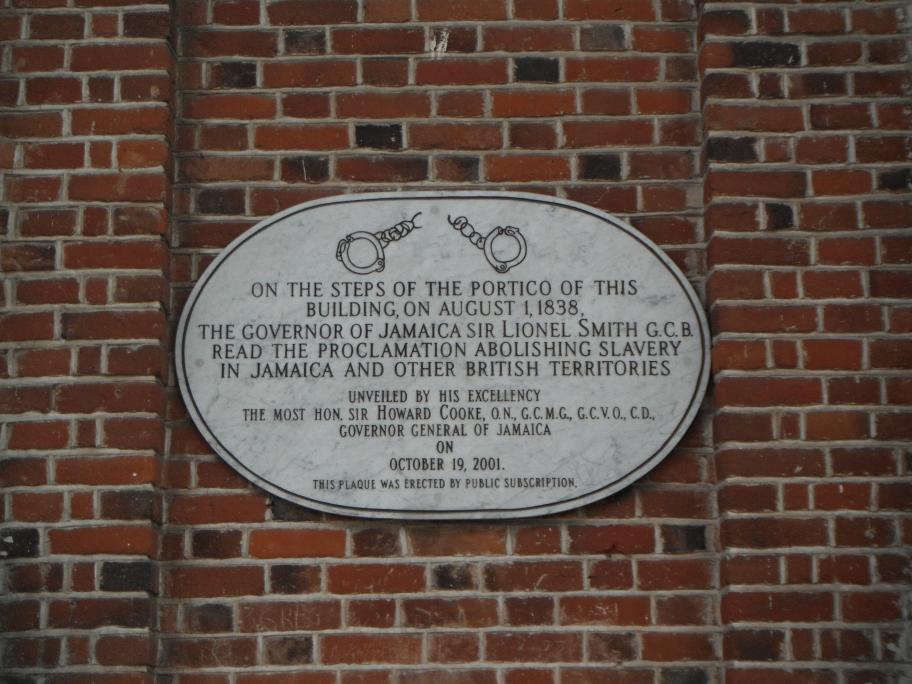 ON THE STEPS OF THE PORTICO OF THIS
BUILDING, ON AUGUST 1, 1838,
THE GOVERNOR OF JAMAICA SIR LIONEL SMITH G.C.B.
READ THE PROCLAMATION ABOLISHING SLAVERY
IN JAMAICA AND OTHER BRITISH TERRITORIES
UNVEILED BY HIS EXCELLENCY
THE MOST HON. SIR HOWARD COOKE, O.N., G.C.M.G., G.C.V.O., C.D.,
GOVERNOR GENERAL OF JAMAICA
ON
OCTOBER 19, 2001.
THIS PLAQUE WAS ERECTED BY PUBLIC SUBSCRIPTION.